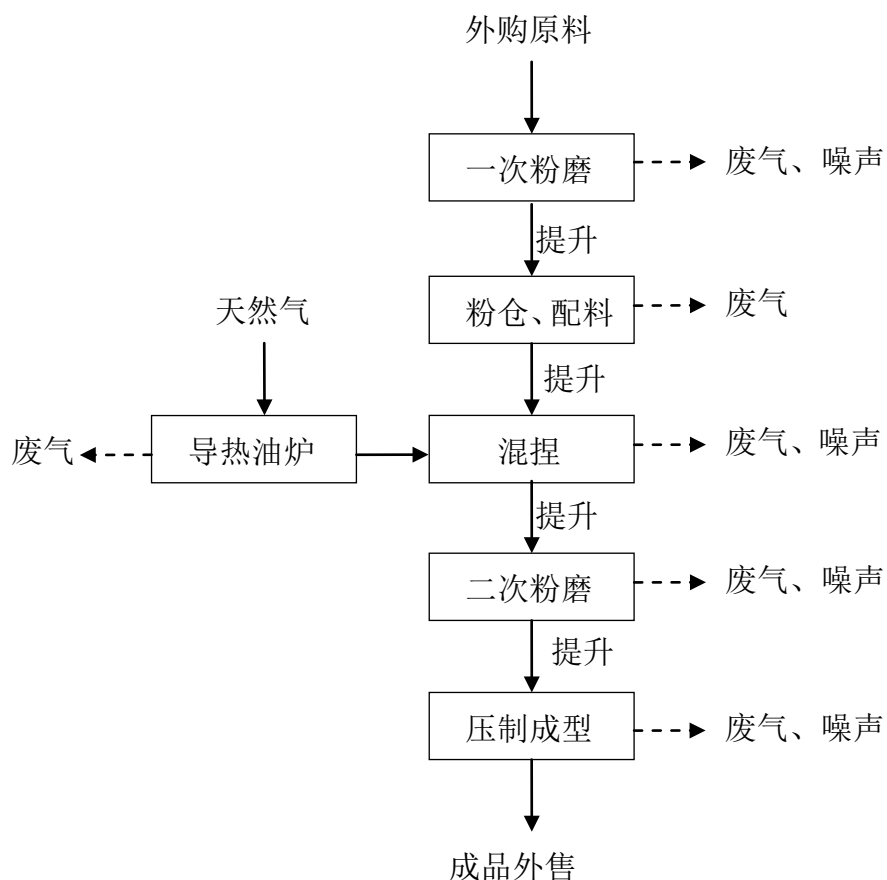 外购原料
一次粉磨
废气、噪声
提升
粉仓、配料
废气
天然气
提升
废气
导热油炉
混捏
废气、噪声
提升
二次粉磨
废气、噪声
提升
压制成型
废气、噪声
成品外售